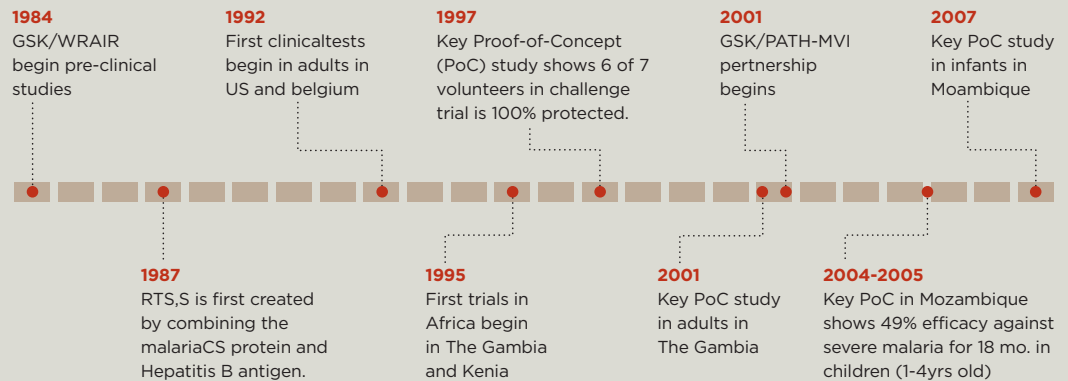 1984
GSK/WRAIR
begin pre-clinical
studies
1992
First clinicaltests
begin in adults in
US and belgium
1997
Key Proof-of-Concept
(PoC) study shows 6 of 7
volunteers in challenge
trial is 100% protected.
2001
GSK/PATH-MVI
partnership
begins
2007
Key PoC study
in infants in
Moambique
1987
RTS,S is first created
by combining the
malariaCS protein and
Hepatitis B antigen.
1995
First trials in
Africa begin
in The Gambia
and Kenia
2001
Key PoC study
in adults in
The Gambia
2004-2005
Key PoC in Mozambique
shows 49% efficacy against
severe malaria for 18 mo. in
children (1-4yrs old)